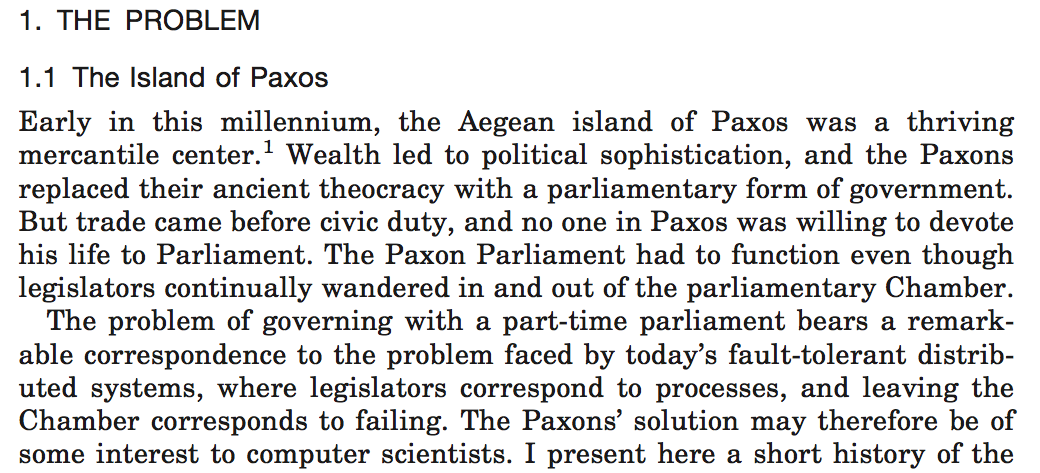 1. THE PROBLEM
1.1 The Island of Paxos
Early in this millennium, the Aegean island of Paxos was a thriving
mercantile center.¹ Wealth led to political sophistication, and the Paxons
replaced their ancient theocracy with a parliamentary form of government.
But trade came before civic duty, and no one in Paxos was willing to devote
his life to Parliament. The Paxon Parliament had to function even though
legislators continually wandered in and out of the parliamentary Chamber.
The problem of governing with a part-time parliament bears a remark-
able correspondence to the problem faced by today's fault-tolerant distrib-
uted systems, where legislators correspond to processes, and leaving the
Chamber corresponds to failing. The Paxons' solution may therefore be of
some interest to computer scientists. I present here a short history of the